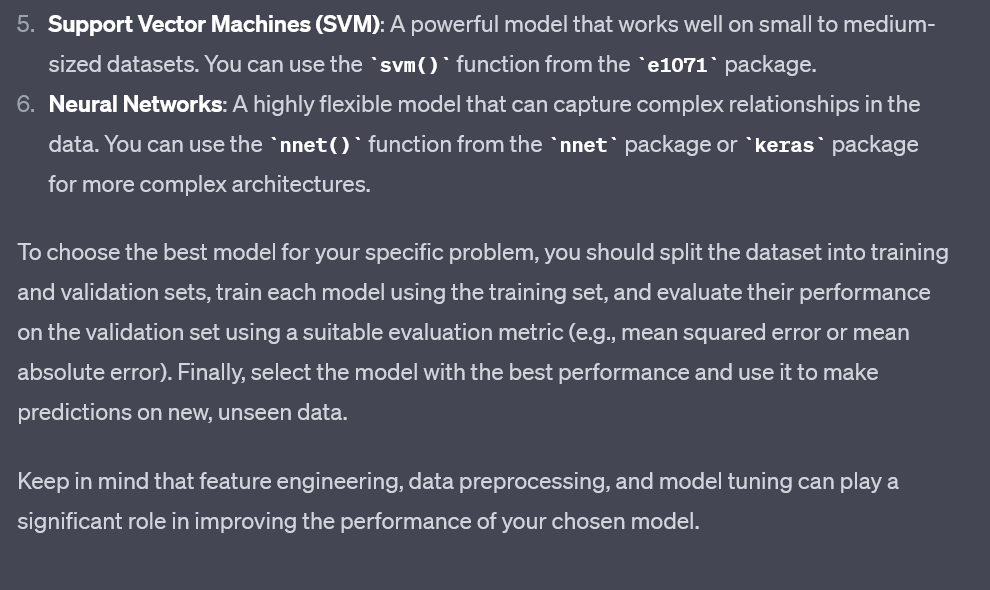 5. Support Vector Machines (SVM): A powerful model that works well on small to medium-
sized datasets. You can use the `svm()` function from the `e1071` package.
6. Neural Networks: A highly flexible model that can capture complex relationships in the
data. You can use the `nnet()` function from the `nnet` package or `keras` package
for more complex architectures.
To choose the best model for your specific problem, you should split the dataset into training
and validation sets, train each model using the training set, and evaluate their performance
on the validation set using a suitable evaluation metric (e.g., mean squared error or mean
absolute error). Finally, select the model with the best performance and use it to make
predictions on new, unseen data.
Keep in mind that feature engineering, data preprocessing, and model tuning can play a
significant role in improving the performance of your chosen model.